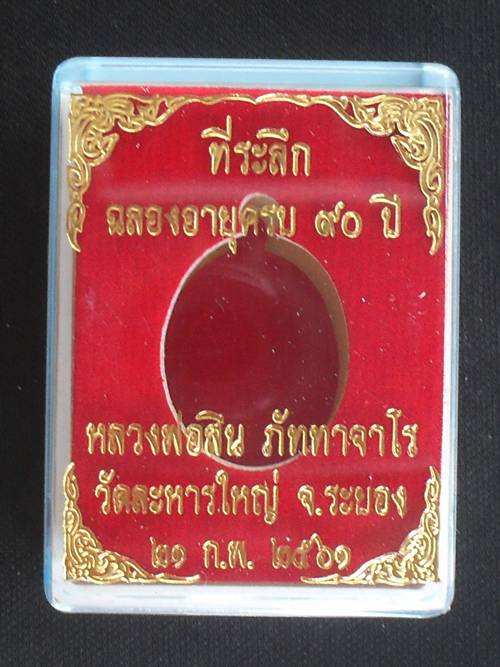 ที่ระลึก
ฉลองอายุครบ ๙๐ ปี
หลวงพ่อสิน ภัททาจาโร
วัดละหารใหญ่ จ.ระยอง
๒๑ ก.พ. ๒๕๖๑